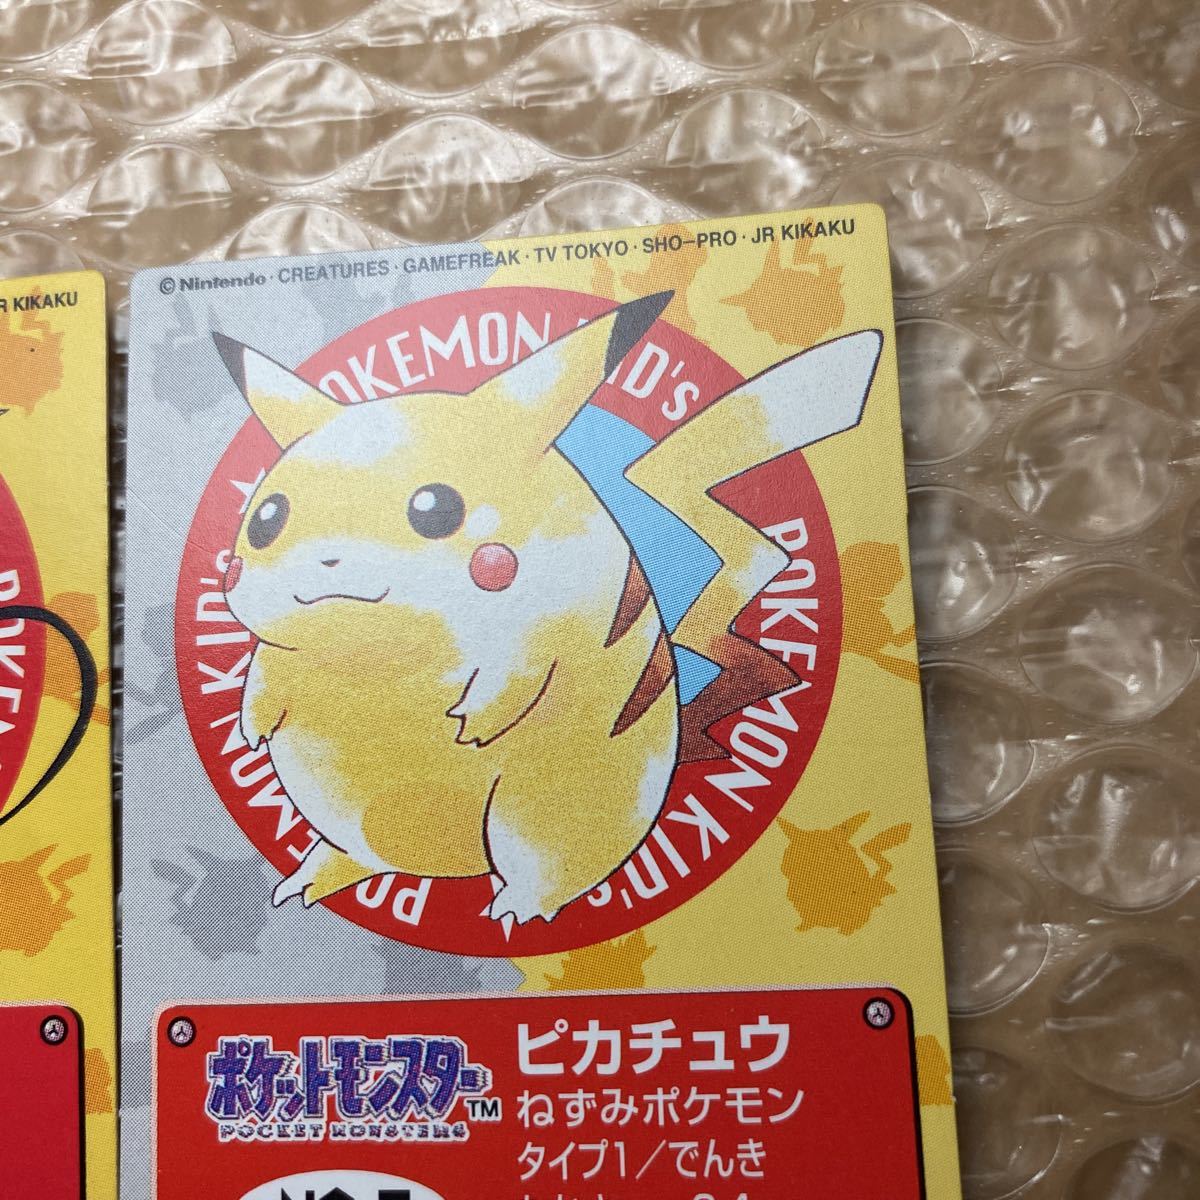 R KIKAKU
©Nintendo・CREATURES・GAMEFREAK・TV TOKYO・SHO-PRO・JR KIKAKU
POKEMON
KID's
POKEMON KID's
POKEMON KID's
ポケットモンスター™
POCKET MONSTERS
ピカチュウ
ねずみポケモン
タイプ1/でんき